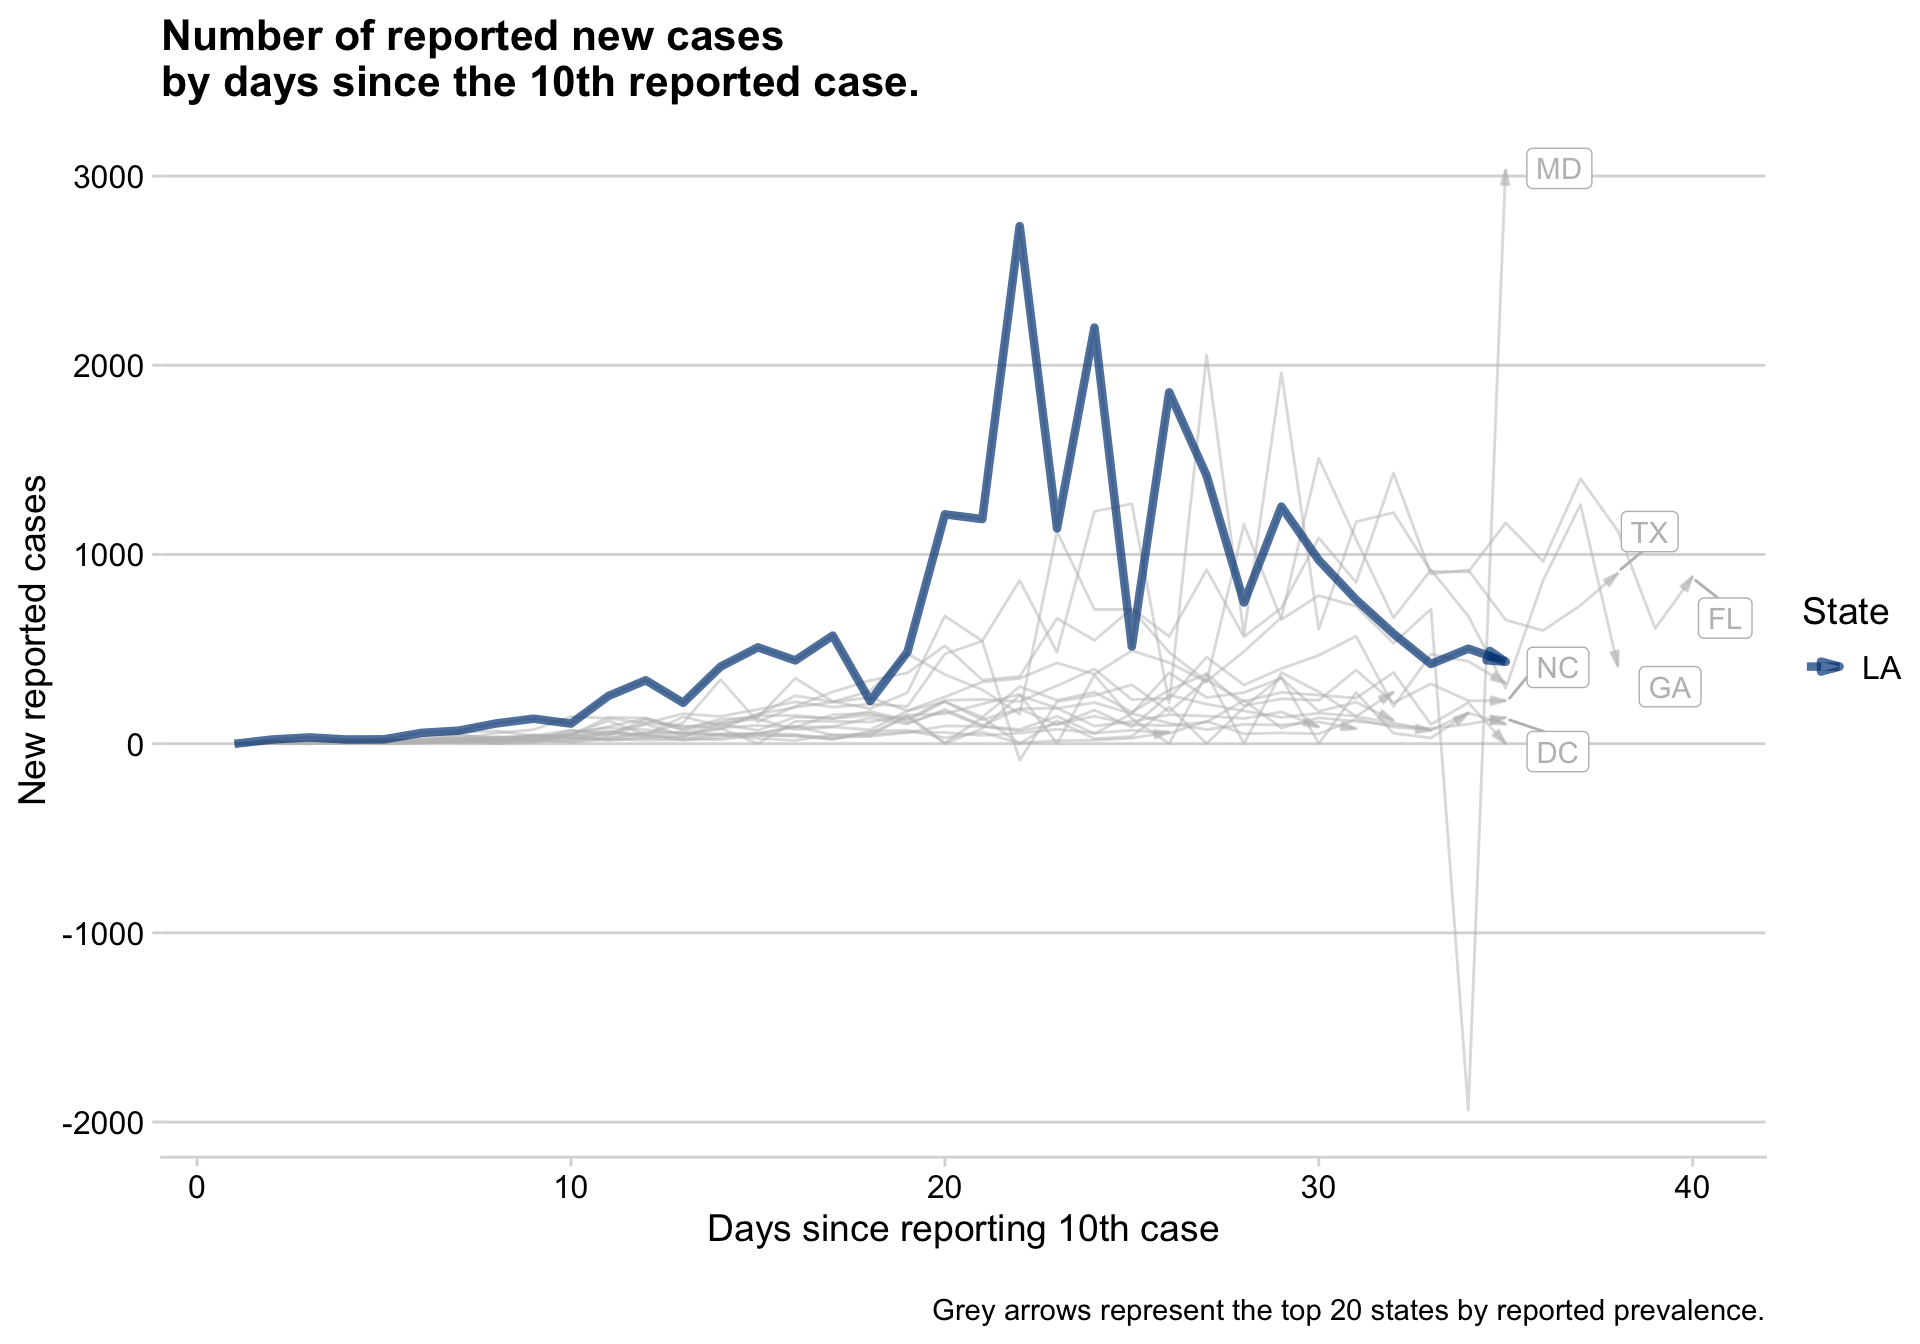 Number of reported new cases
by days since the 10th reported case.
New reported cases
3000
2000
1000
0
-1000
-2000
0
10
20
30
40
Days since reporting 10th case
MD
TX
FL
NC
GA
DC
State
LA
Grey arrows represent the top 20 states by reported prevalence.